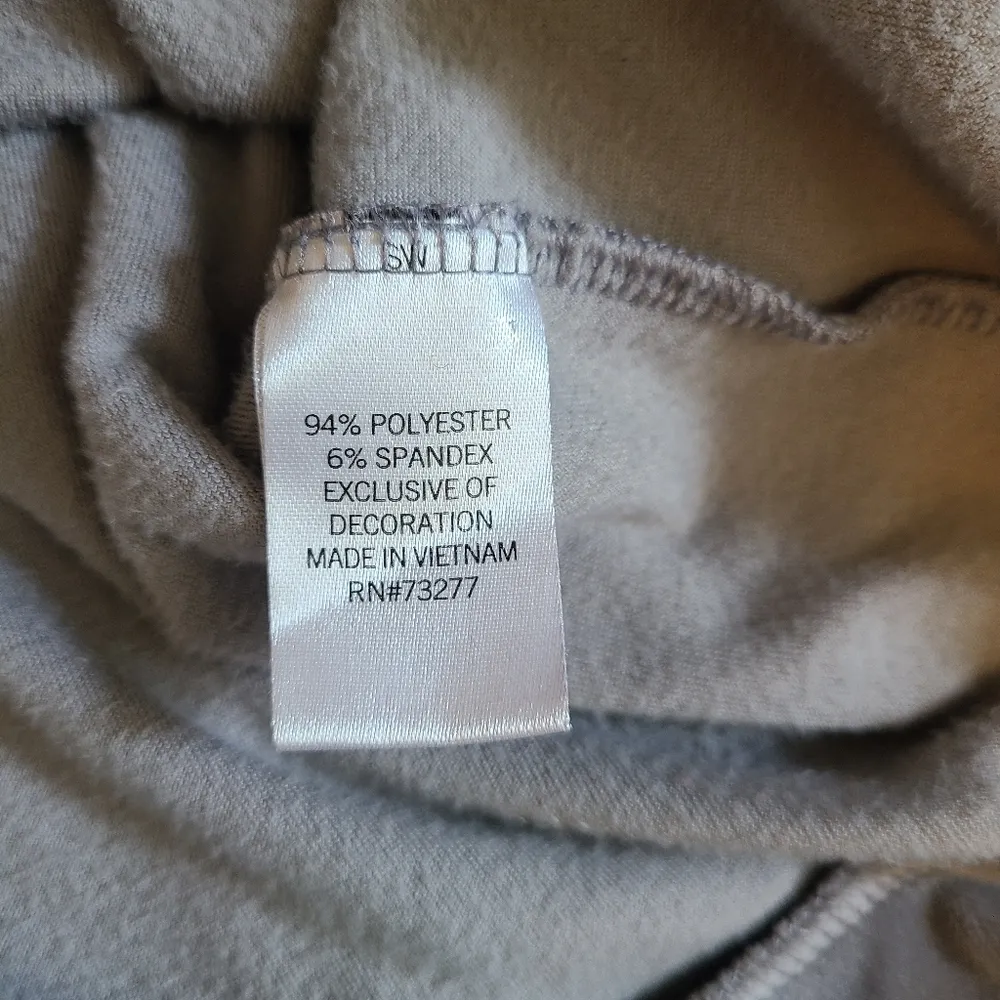 SW
94% POLYESTER
6% SPANDEX
EXCLUSIVE OF
DECORATION
MADE IN VIETNAM
RN#73277